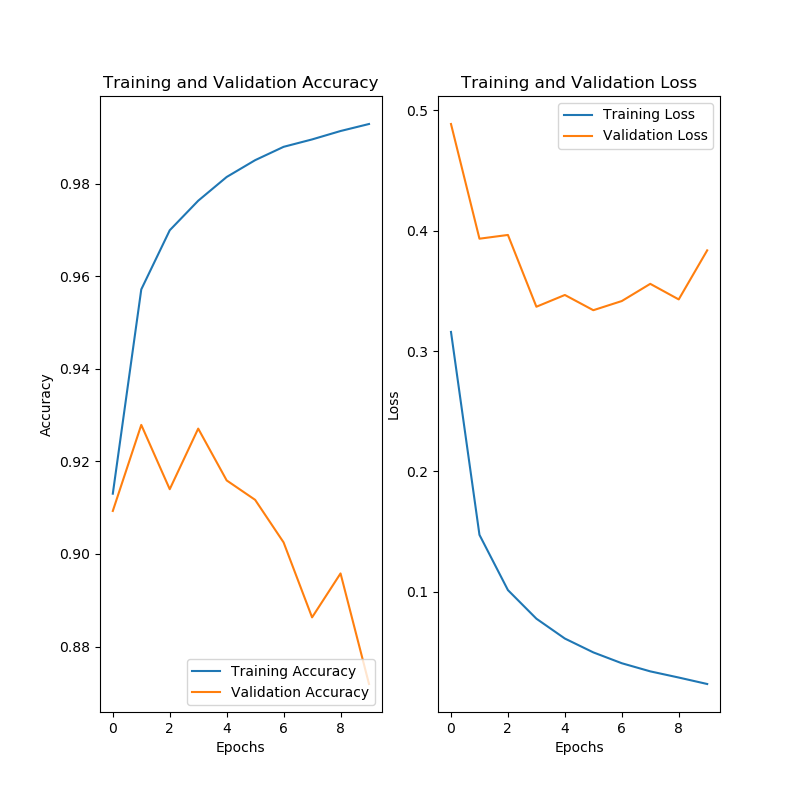 Training and Validation Accuracy
0.98
0.96
0.94
0.92
0.90
0.88
Accuracy
0 2 4 6 8
Epochs
Training Accuracy
Validation Accuracy
Training and Validation Loss
0.5
0.4
0.3
0.2
0.1
Loss
0 2 4 6 8
Epochs
Training Loss
Validation Loss